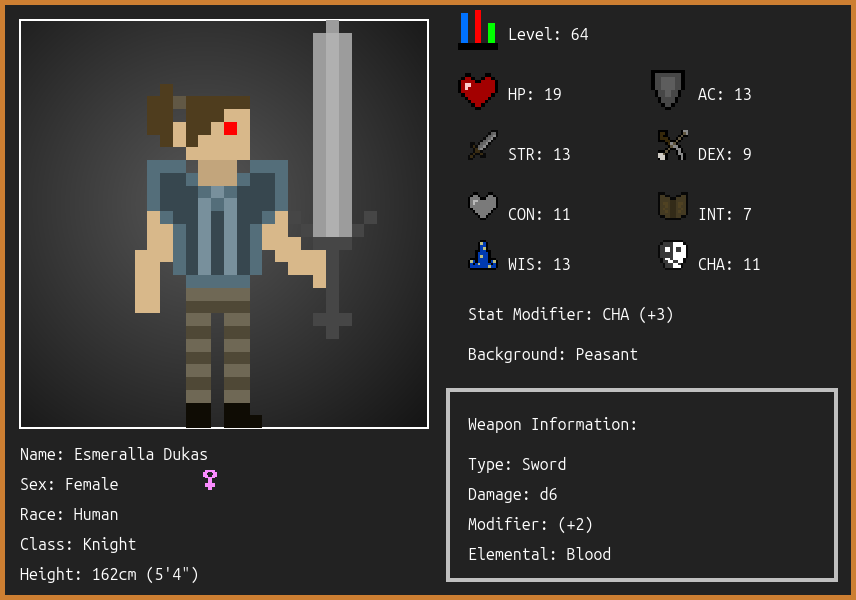 Level: 64
HP: 19
AC: 13
STR: 13
DEX: 9
CON: 11
INT: 7
WIS: 13
CHA: 11
Stat Modifier: CHA (+3)
Background: Peasant
Weapon Information:
Type: Sword
Damage: d6
Modifier: (+2)
Elemental: Blood
Name: Esmeralla Dukas
Sex: Female
Race: Human
Class: Knight
Height: 162cm (5'4")